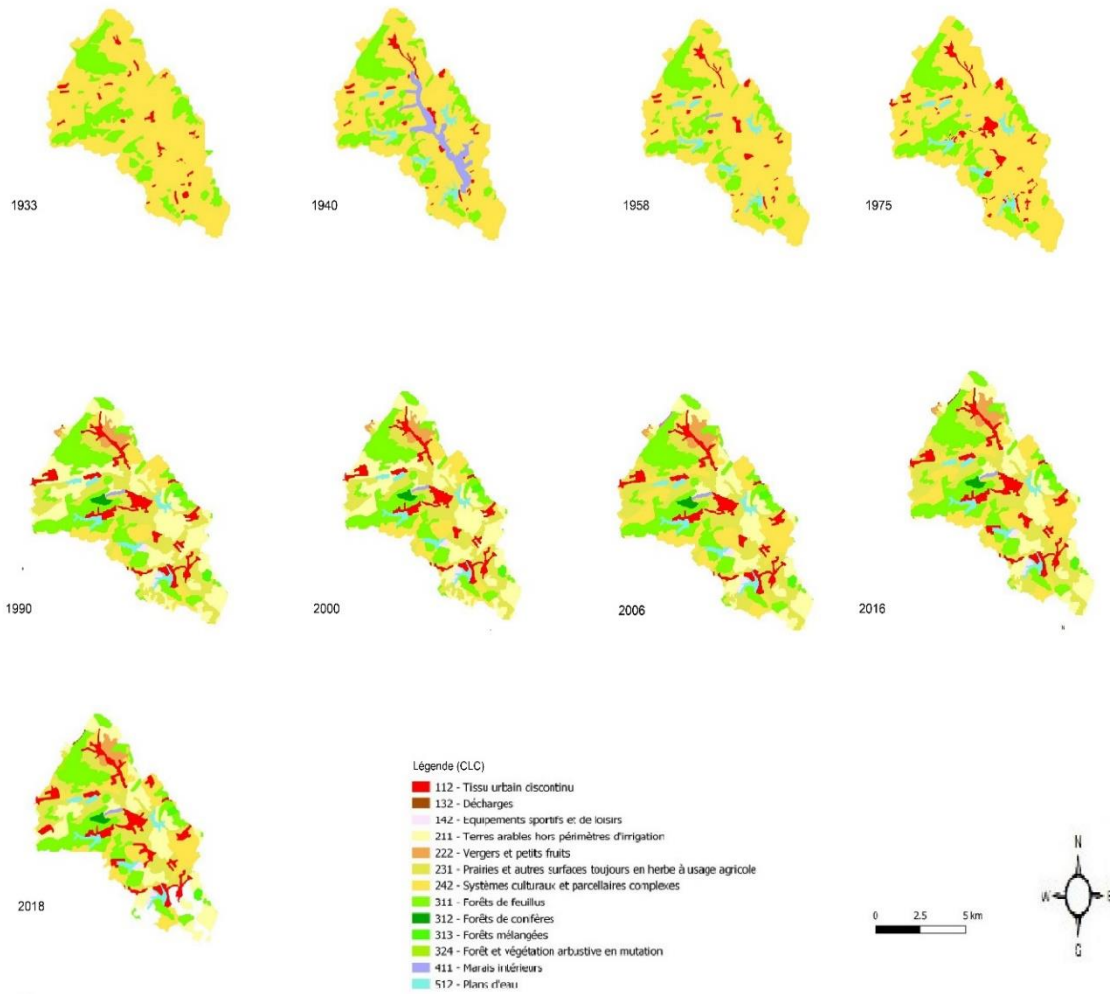 1933
1940
1958
1975
1990
2000
2006
2016
2018
Légende (CLC)
112 - Tissu urbain discontinu
132 - Décharges
142 - Equipements sportifs et de loisirs
211 - Terres arables hors périmètres d'irrigation
222 - Vergers et petits fruits
231 - Prairies et autres surfaces toujours en herbe à usage agricole
242 - Systèmes culturaux et parcellaires complexes
311 - Forêts de feuillus
312 - Forêts de conifères
313 - Forêts mélangées
324 - Forêt et végétation arbustive en mutation
411 - Marais intérieurs
512 - Plans d'eau
0 2.5 5 km
N
W E
G